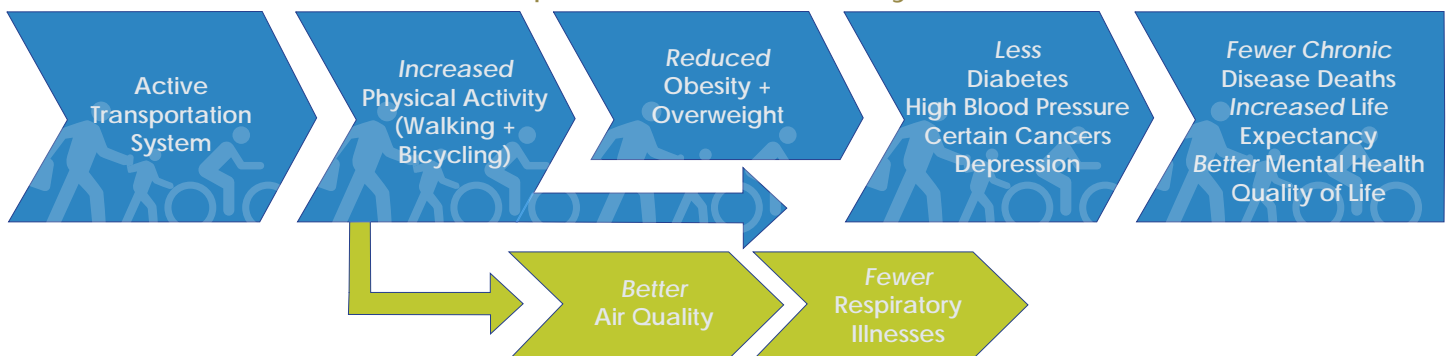 Active
Transportation
System
Increased
Physical Activity
(Walking +
Bicycling)
Reduced
Obesity +
Overweight
Less
Diabetes
High Blood Pressure
Certain Cancers
Depression
Fewer Chronic
Disease Deaths
Increased Life
Expectancy
Better Mental Health
Quality of Life
Better
Air Quality
Fewer
Respiratory
Illnesses